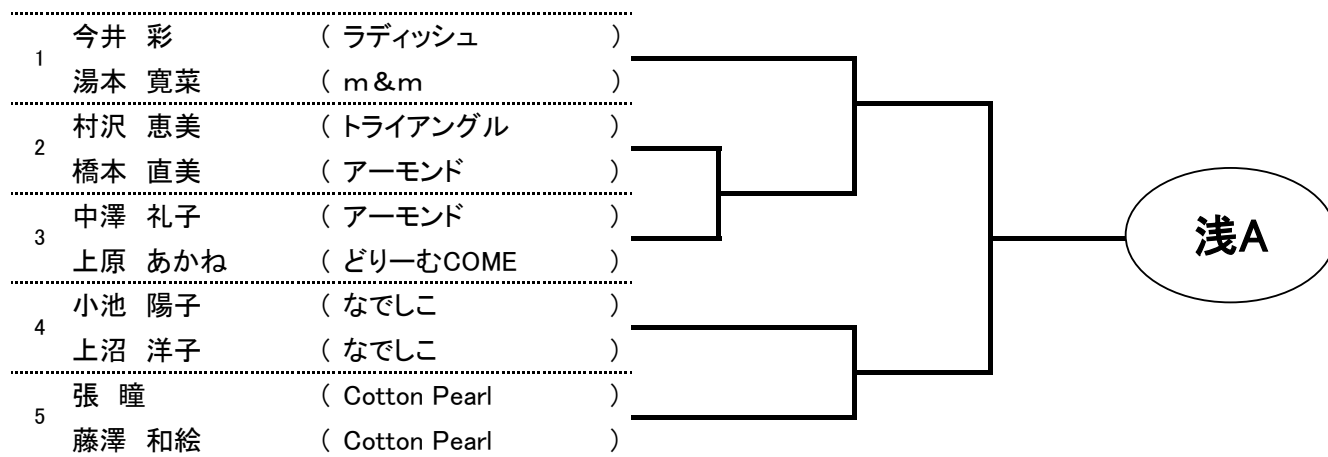 1
今井 彩 ( ラディッシュ )
湯本 寛菜 ( m&m )
2
村沢 恵美 ( トライアングル )
橋本 直美 ( アーモンド )
3
中澤 礼子 ( アーモンド )
上原 あかね ( どりーむCOME )
4
小池 陽子 ( なでしこ )
上沼 洋子 ( なでしこ )
5
張 瞳 ( Cotton Pearl )
藤澤 和絵 ( Cotton Pearl )
浅A